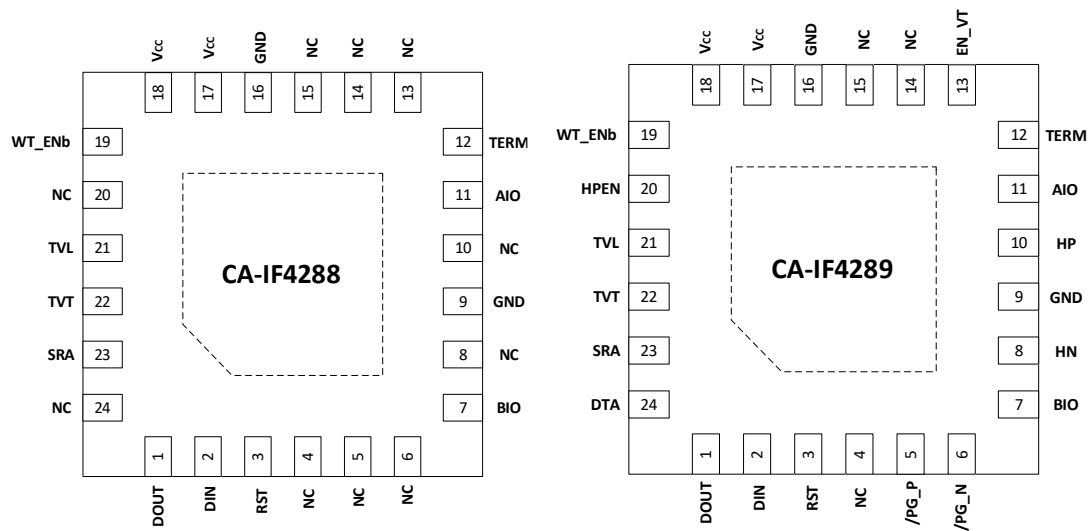 Vcc Vcc GND NC NC NC
18 17 16 15 14 13
WT_ENb 19
NC 20
TVL 21
TVT 22
SRA 23
NC 24
12 TERM
11 AIO
10 NC
9 GND
8 NC
7 BIO
CA-IF4288
1 2 3 4 5 6
DOUT DIN RST NC NC NC
Vcc Vcc GND NC NC EN_VT
18 17 16 15 14 13
WT_ENb 19
HPEN 20
TVL 21
TVT 22
SRA 23
DTA 24
12 TERM
11 AIO
10 HP
9 GND
8 HN
7 BIO
CA-IF4289
1 2 3 4 5 6
DOUT DIN RST NC /PG_P /PG_N